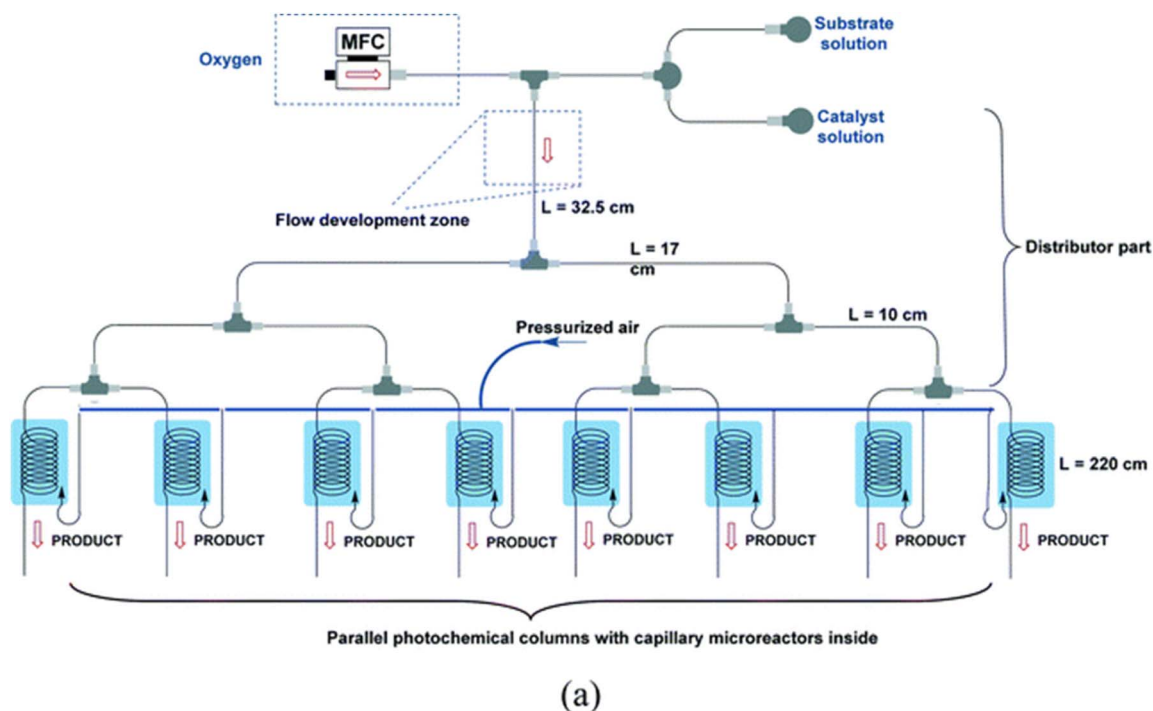 MFC
Oxygen
Substrate
solution
Catalyst
solution
Flow development zone
L = 32.5 cm
L = 17
cm
Distributor part
L = 10 cm
Pressurized air
L = 220 cm
PRODUCT
PRODUCT
PRODUCT
PRODUCT
PRODUCT
PRODUCT
PRODUCT
PRODUCT
Parallel photochemical columns with capillary microreactors inside
(a)